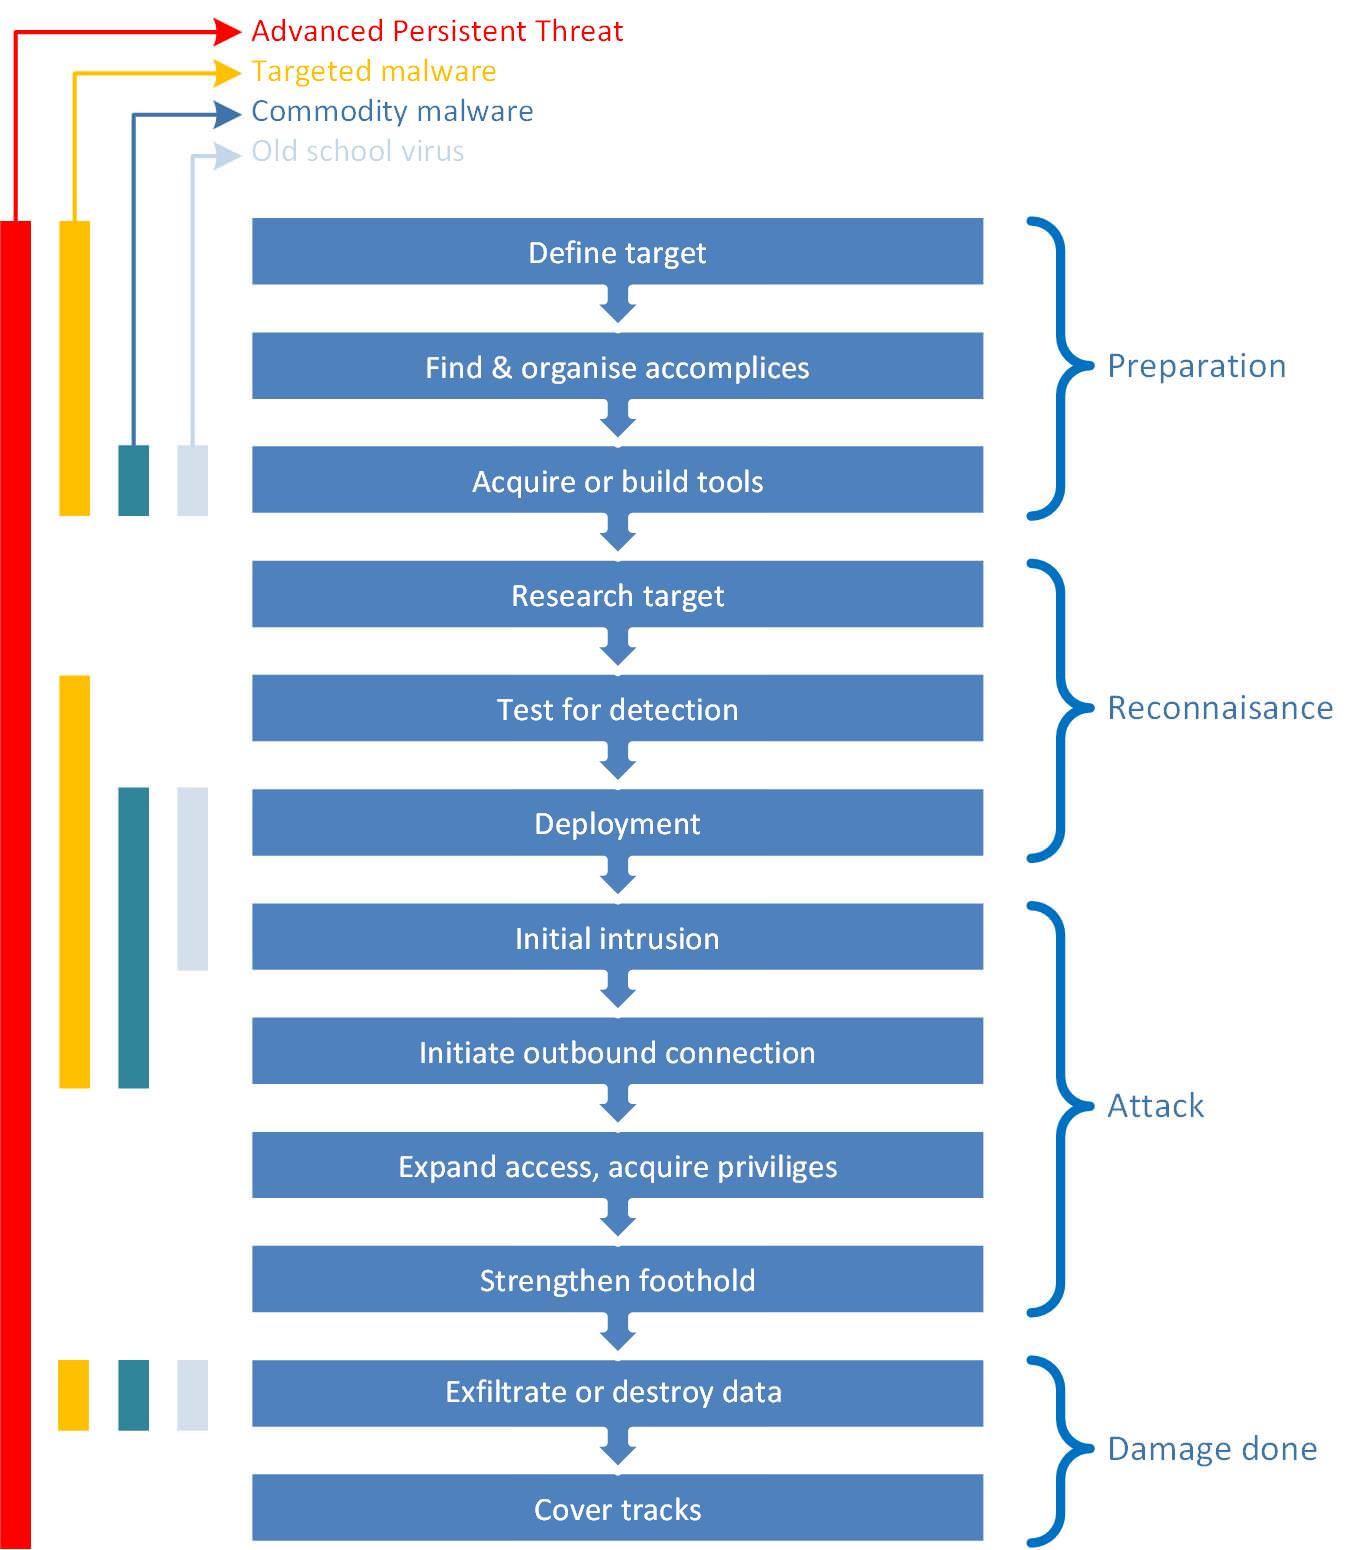 Advanced Persistent Threat
Targeted malware
Commodity malware
Old school virus
Define target
Find & organise accomplices
Preparation
Acquire or build tools
Research target
Test for detection
Reconnaisance
Deployment
Initial intrusion
Initiate outbound connection
Attack
Expand access, acquire priviliges
Strengthen foothold
Exfiltrate or destroy data
Damage done
Cover tracks